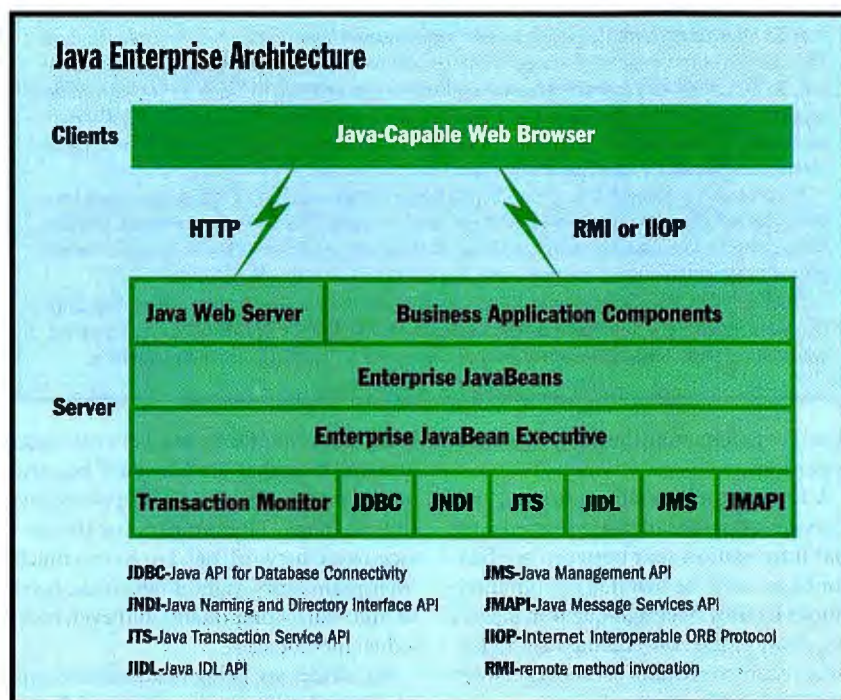 Java Enterprise Architecture
Clients
Java-Capable Web Browser
HTTP
RMI or IIOP
Server
Java Web Server
Business Application Components
Enterprise JavaBeans
Enterprise JavaBean Executive
Transaction Monitor
JDBC
JNDI
JTS
JIDL
JMS
JMAPI
JDBC-Java API for Database Connectivity
JNDI-Java Naming and Directory Interface API
JTS-Java Transaction Service API
JIDL-Java IDL API
JMS-Java Management API
JMAPI-Java Message Services API
IIOP-Internet Interoperable ORB Protocol
RMI-remote method invocation